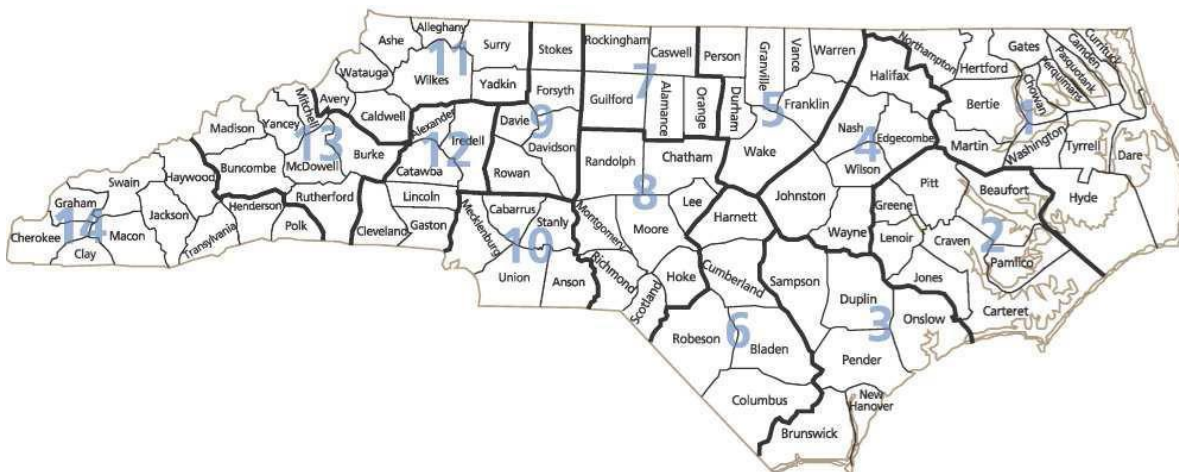 Alleghany
Ashe
Surry
Stokes
Rockingham
Caswell
Person
Granville
Vance
Warren
Northampton
Gates
Currituck
Camden
Pasquotank
Perquimans
Hertford
Halifax
11
Watauga
Wilkes
Yadkin
Forsyth
7
Guilford
Alamance
Orange
Durham
5
Franklin
Bertie
Chowan
1
Mitchell
Avery
Caldwell
Alexander
Iredell
Davie
9
Davidson
Nash
4
Edgecombe
Martin
Washington
Tyrrell
Dare
Madison
Yancey
13
McDowell
Burke
12
Catawba
Rowan
Randolph
Chatham
Wake
Wilson
Buncombe
Haywood
Swain
Rutherford
Lincoln
8
Lee
Johnston
Pitt
Beaufort
Hyde
Graham
14
Cherokee
Clay
Macon
Jackson
Transylvania
Henderson
Polk
Cleveland
Gaston
Mecklenburg
Cabarrus
Stanly
10
Union
Anson
Montgomery
Moore
Richmond
Scotland
Hoke
Harnett
Cumberland
Sampson
Wayne
Greene
Lenoir
Craven
2
Pamlico
Jones
Carteret
Duplin
3
Onslow
Robeson
6
Bladen
Pender
Columbus
New
Hanover
Brunswick